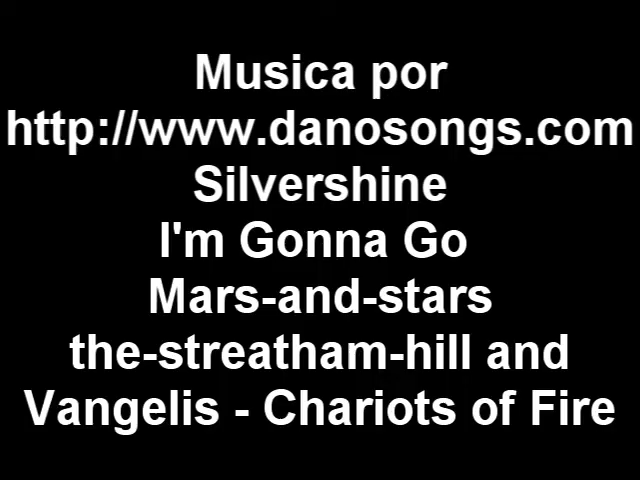 Musica por
http://www.danosongs.com
Silvershine
I'm Gonna Go
Mars-and-stars
the-streatham-hill and
Vangelis - Chariots of Fire